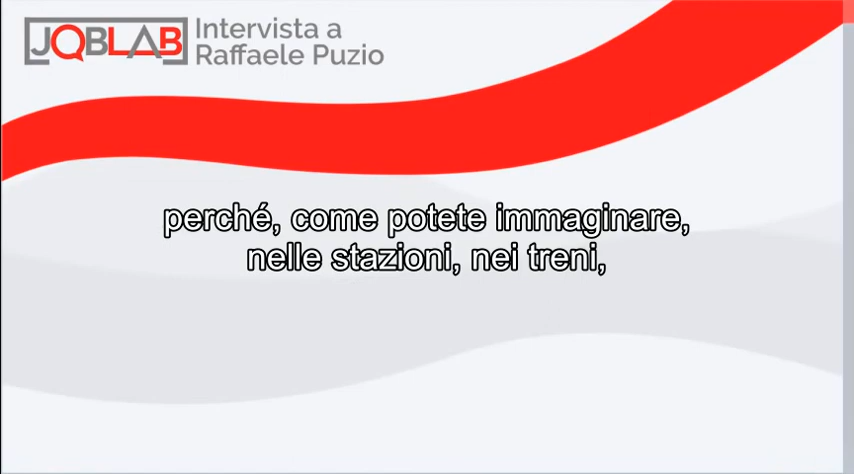 JOBLAB
Intervista a
Raffaele Puzio
perché, come potete immaginare,
nelle stazioni, nei treni,